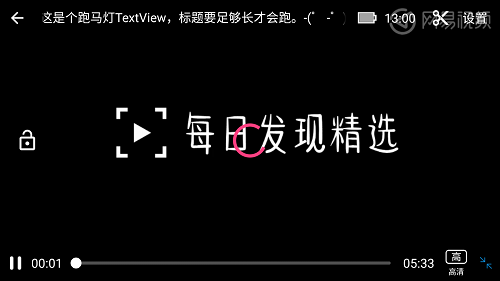 这是个跑马灯TextView，标题要足够长才会跑。-(゜ -゜)
13:00
网易视频
设置
每日发现精选
00:01
05:33
高
高清